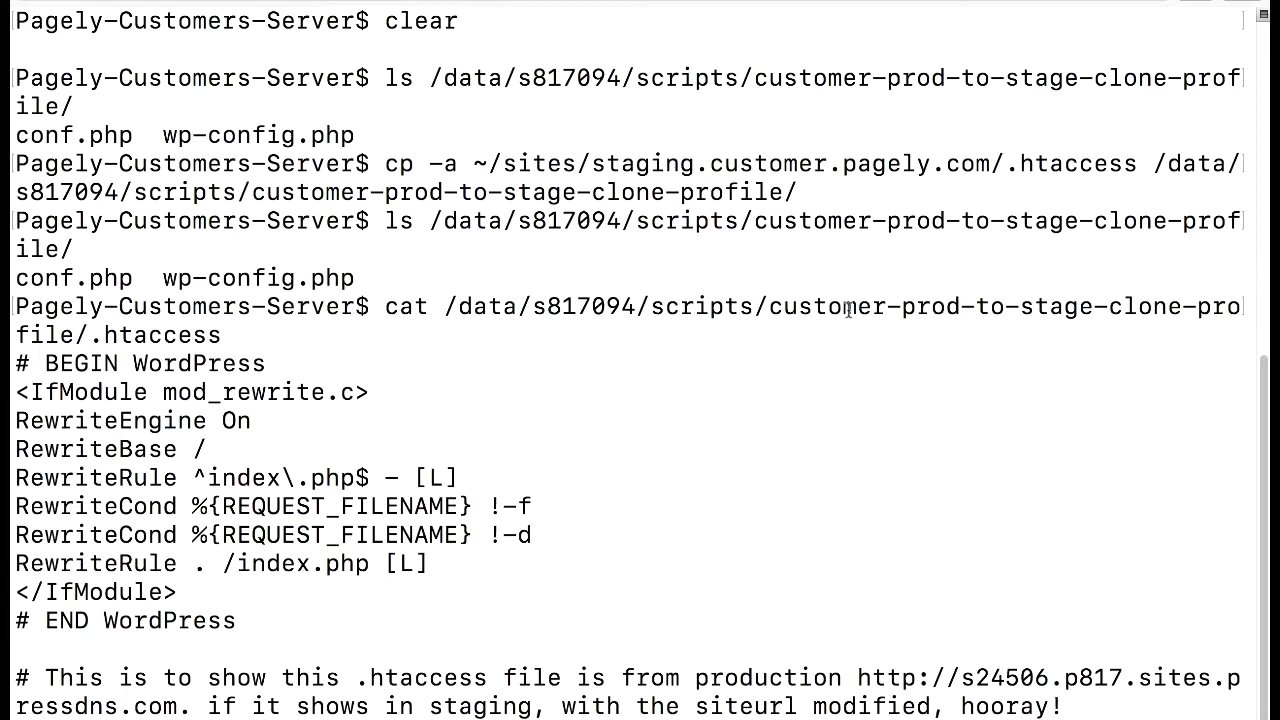 Pagely-Customers-Server$ clear
Pagely-Customers-Server$ ls /data/s817094/scripts/customer-prod-to-stage-clone-prof
ile/
conf.php  wp-config.php
Pagely-Customers-Server$ cp -a ~/sites/staging.customer.pagely.com/.htaccess /data/
s817094/scripts/customer-prod-to-stage-clone-profile/
Pagely-Customers-Server$ ls /data/s817094/scripts/customer-prod-to-stage-clone-prof
ile/
conf.php  wp-config.php
Pagely-Customers-Server$ cat /data/s817094/scripts/customer-prod-to-stage-clone-pro
file/.htaccess
# BEGIN WordPress
<IfModule mod_rewrite.c>
RewriteEngine On
RewriteBase /
RewriteRule ^index\.php$ - [L]
RewriteCond %{REQUEST_FILENAME} !-f
RewriteCond %{REQUEST_FILENAME} !-d
RewriteRule . /index.php [L]
</IfModule>
# END WordPress
# This is to show this .htaccess file is from production http://s24506.p817.sites.p
ressdns.com. if it shows in staging, with the siteurl modified, hooray!